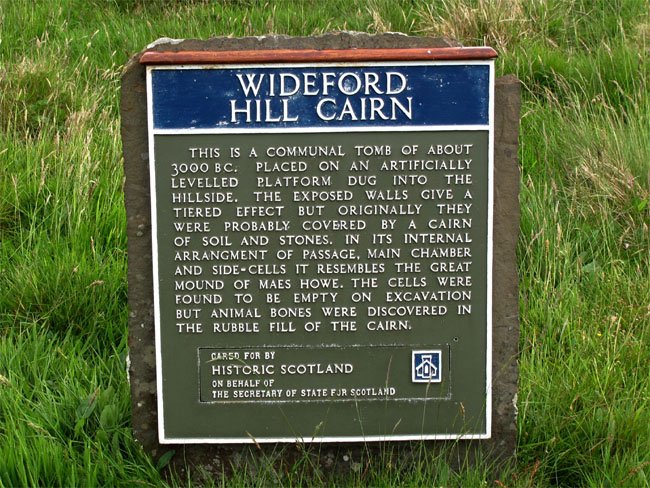 WIDEFORD
HILL CAIRN
THIS IS A COMMUNAL TOMB OF ABOUT
3000 BC. PLACED ON AN ARTIFICIALLY
LEVELLED PLATFORM DUG INTO THE
HILLSIDE. THE EXPOSED WALLS GIVE A
TIERED EFFECT BUT ORIGINALLY THEY
WERE PROBABLY COVERED BY A CAIRN
OF SOIL AND STONES. IN ITS INTERNAL
ARRANGMENT OF PASSAGE, MAIN CHAMBER
AND SIDE-CELLS IT RESEMBLES THE GREAT
MOUND OF MAES HOWE. THE CELLS WERE
FOUND TO BE EMPTY ON EXCAVATION
BUT ANIMAL BONES WERE DISCOVERED IN
THE RUBBLE FILL OF THE CAIRN.
CARED FOR BY
HISTORIC SCOTLAND
ON BEHALF OF
THE SECRETARY OF STATE FOR SCOTLAND